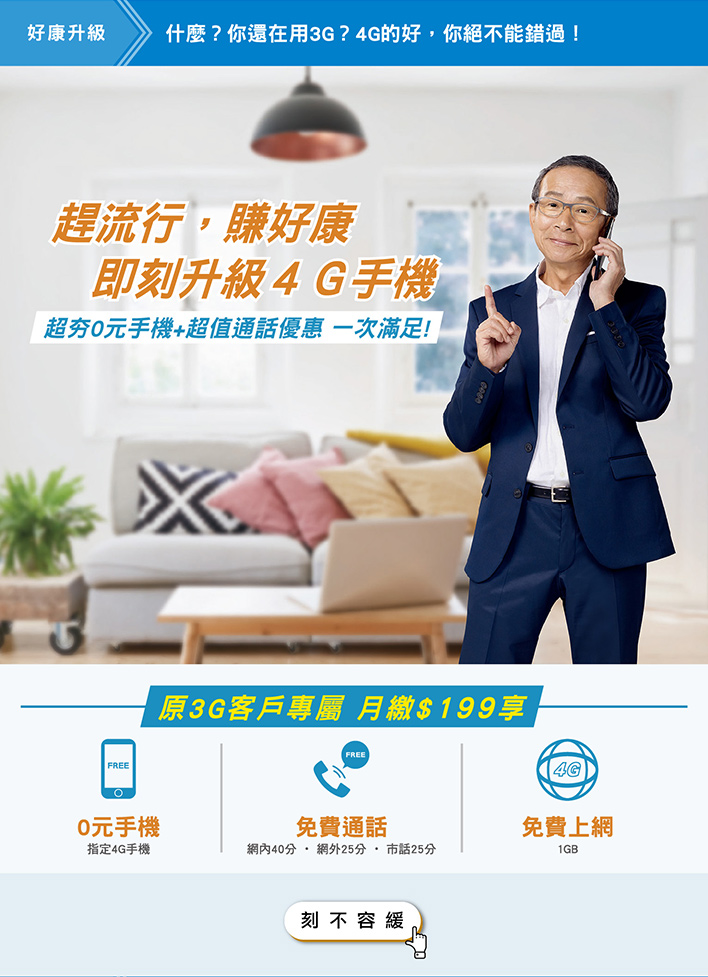 好康升級
什麼？你還在用3G？4G的好，你絕不能錯過！
趕流行，賺好康
即刻升級４Ｇ手機
超夯0元手機+超值通話優惠 一次滿足!
原3G客戶專屬 月繳$199享
FREE
0元手機
指定4G手機
FREE
免費通話
網內40分 · 網外25分 · 市話25分
4G
免費上網
1GB
刻不容緩